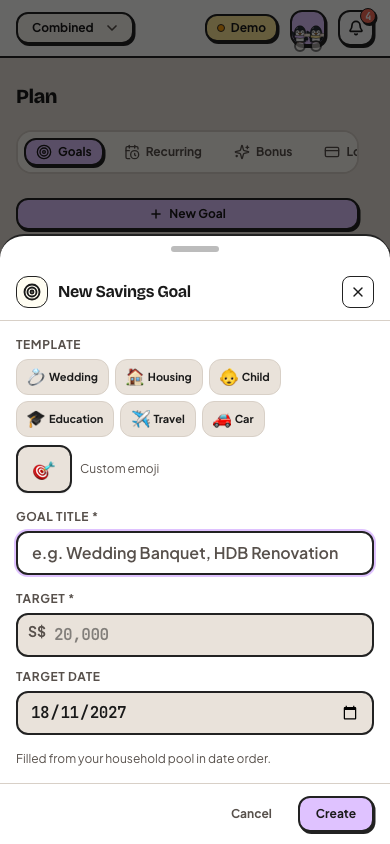 Combined
Demo
4
Plan
Goals
Recurring
Bonus
Lo
+ New Goal
New Savings Goal
TEMPLATE
Wedding
Housing
Child
Education
Travel
Car
Custom emoji
GOAL TITLE *
e.g. Wedding Banquet, HDB Renovation
TARGET *
S$ 20,000
TARGET DATE
18/11/2027
Filled from your household pool in date order.
Cancel
Create